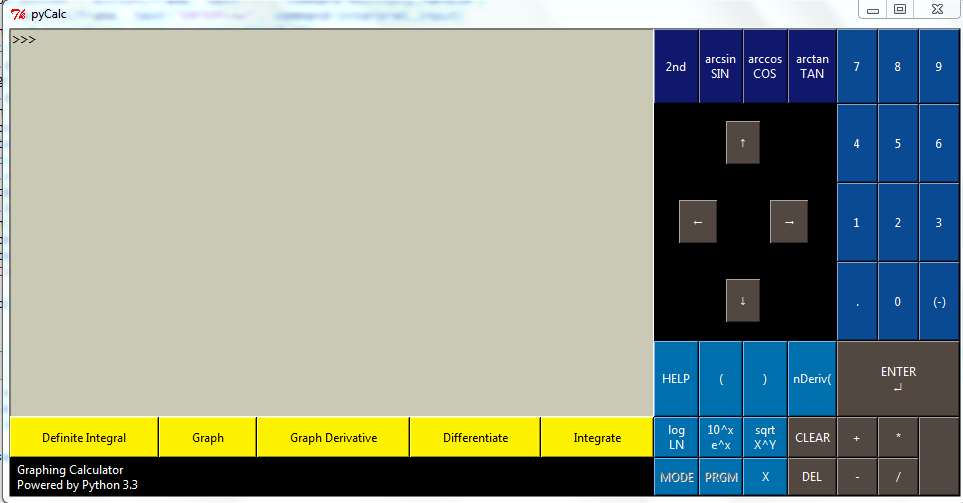 pyCalc
>>>
2nd
arcsin
SIN
arccos
COS
arctan
TAN
7
8
9
↑
4
5
6
←
→
1
2
3
↓
.
0
(-)
HELP
(
)
nDeriv(
ENTER
↵
Definite Integral
Graph
Graph Derivative
Differentiate
Integrate
log
LN
10^x
e^x
sqrt
X^Y
CLEAR
+
*
Graphing Calculator
Powered by Python 3.3
MODE
PRGM
X
DEL
-
/